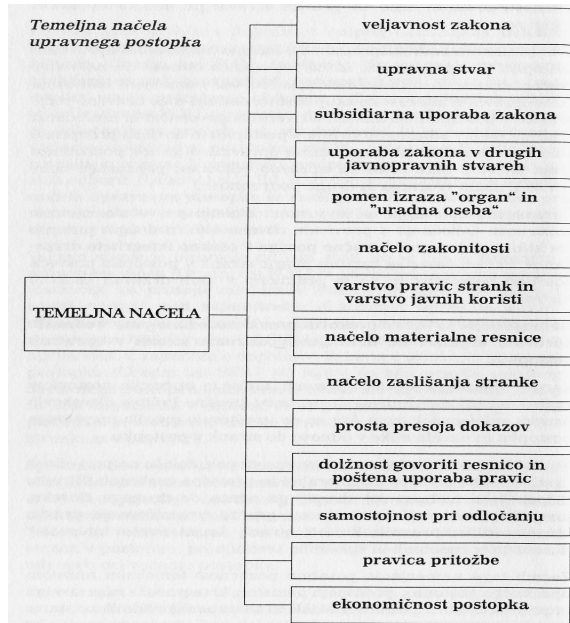 Temeljna načela
upravnega postopka
veljavnost zakona
upravna stvar
subsidiarna uporaba zakona
uporaba zakona v drugih
javnopravnih stvareh
pomen izraza "organ“ in
"uradna oseba“
načelo zakonitosti
varstvo pravic strank in
varstvo javnih koristi
TEMELJNA NAČELA
načelo materialne resnice
načelo zaslišanja stranke
prosta presoja dokazov
dolžnost govoriti resnico in
poštena uporaba pravic
samostojnost pri odločanju
pravica pritožbe
ekonomičnost postopka